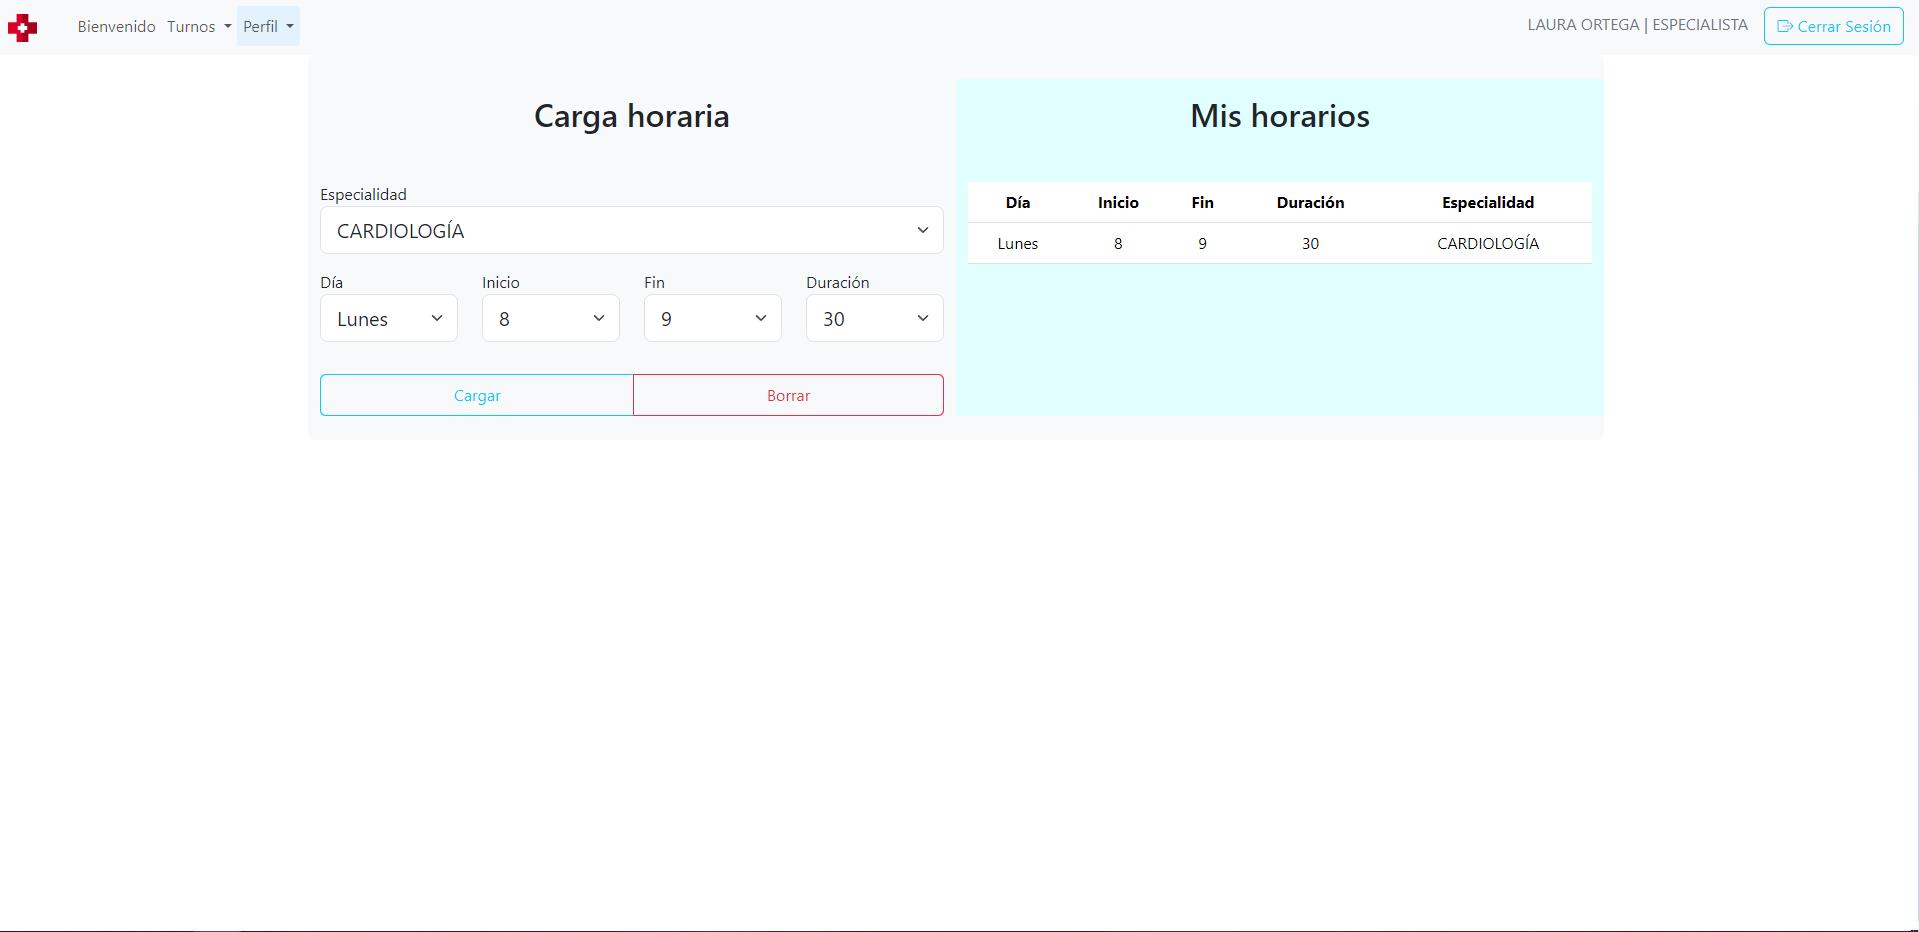 Bienvenido Turnos Perfil LAURA ORTEGA | ESPECIALISTA Cerrar Sesión
Carga horaria
Especialidad
CARDIOLOGÍA
Día Inicio Fin Duración
Lunes 8 9 30
Cargar Borrar
Mis horarios
Día Inicio Fin Duración Especialidad
Lunes 8 9 30 CARDIOLOGÍA